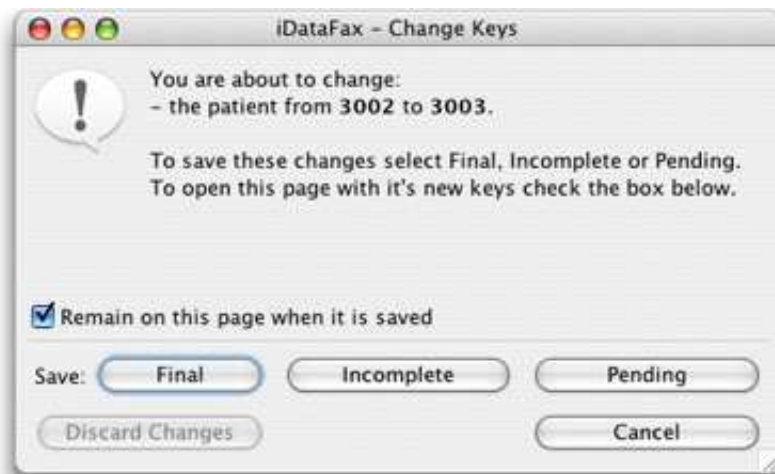 iDataFax – Change Keys
You are about to change:
– the patient from 3002 to 3003.
To save these changes select Final, Incomplete or Pending.
To open this page with it's new keys check the box below.
Remain on this page when it is saved
Save: Final Incomplete Pending
Discard Changes Cancel